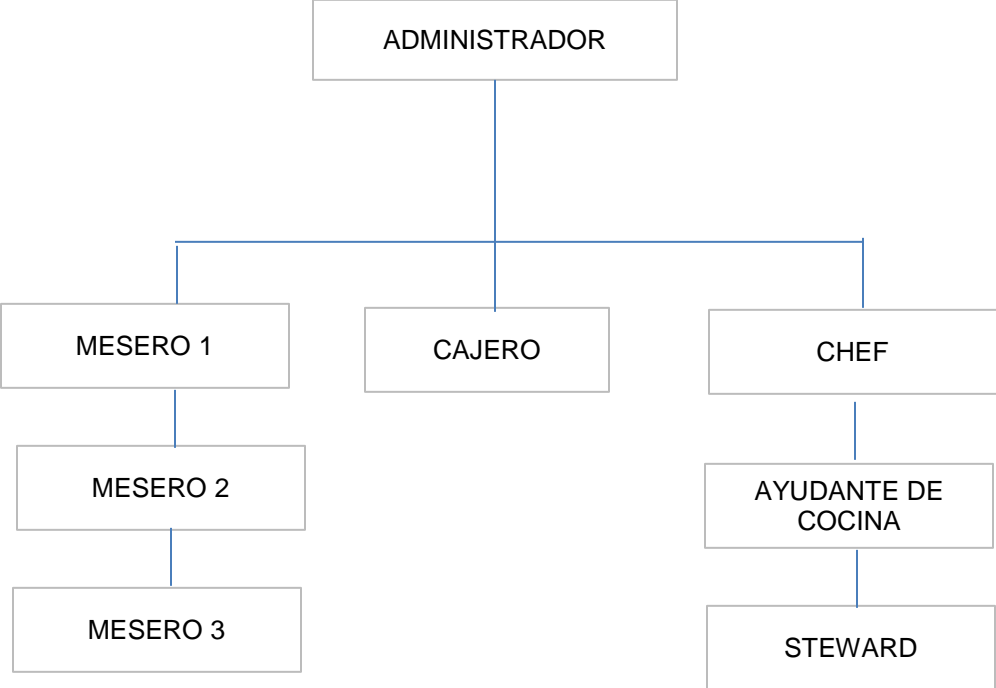 ADMINISTRADOR
MESERO 1
CAJERO
CHEF
MESERO 2
AYUDANTE DE
COCINA
MESERO 3
STEWARD